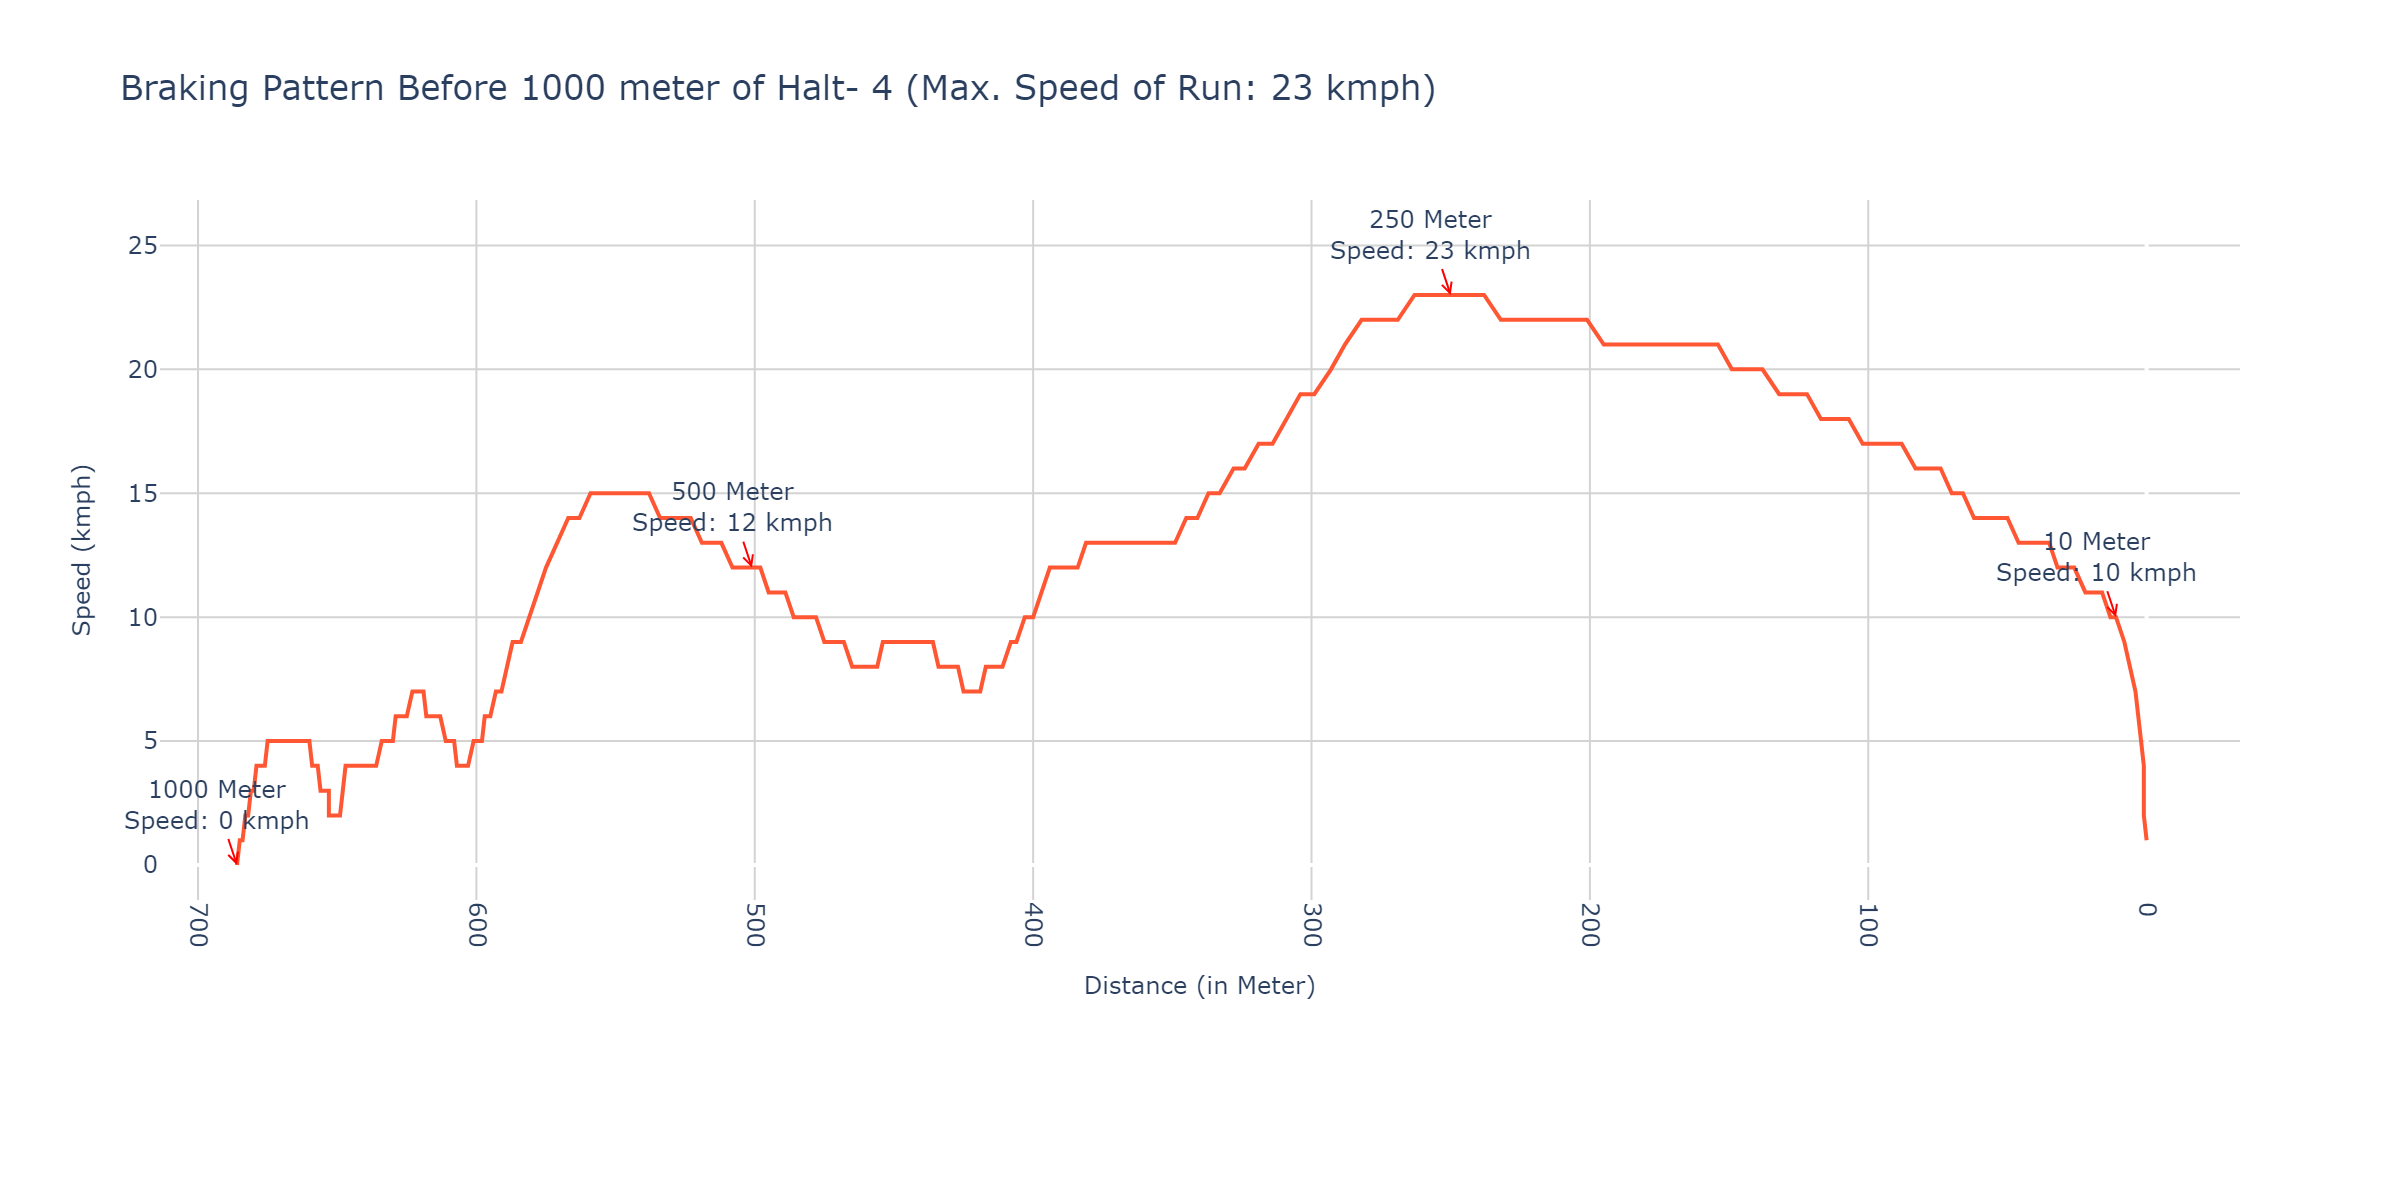 Braking Pattern Before 1000 meter of Halt- 4 (Max. Speed of Run: 23 kmph)
250 Meter
Speed: 23 kmph
500 Meter
Speed: 12 kmph
10 Meter
Speed: 10 kmph
1000 Meter
Speed: 0 kmph
25
20
15
10
5
0
Speed (kmph)
700
600
500
400
300
200
100
0
Distance (in Meter)